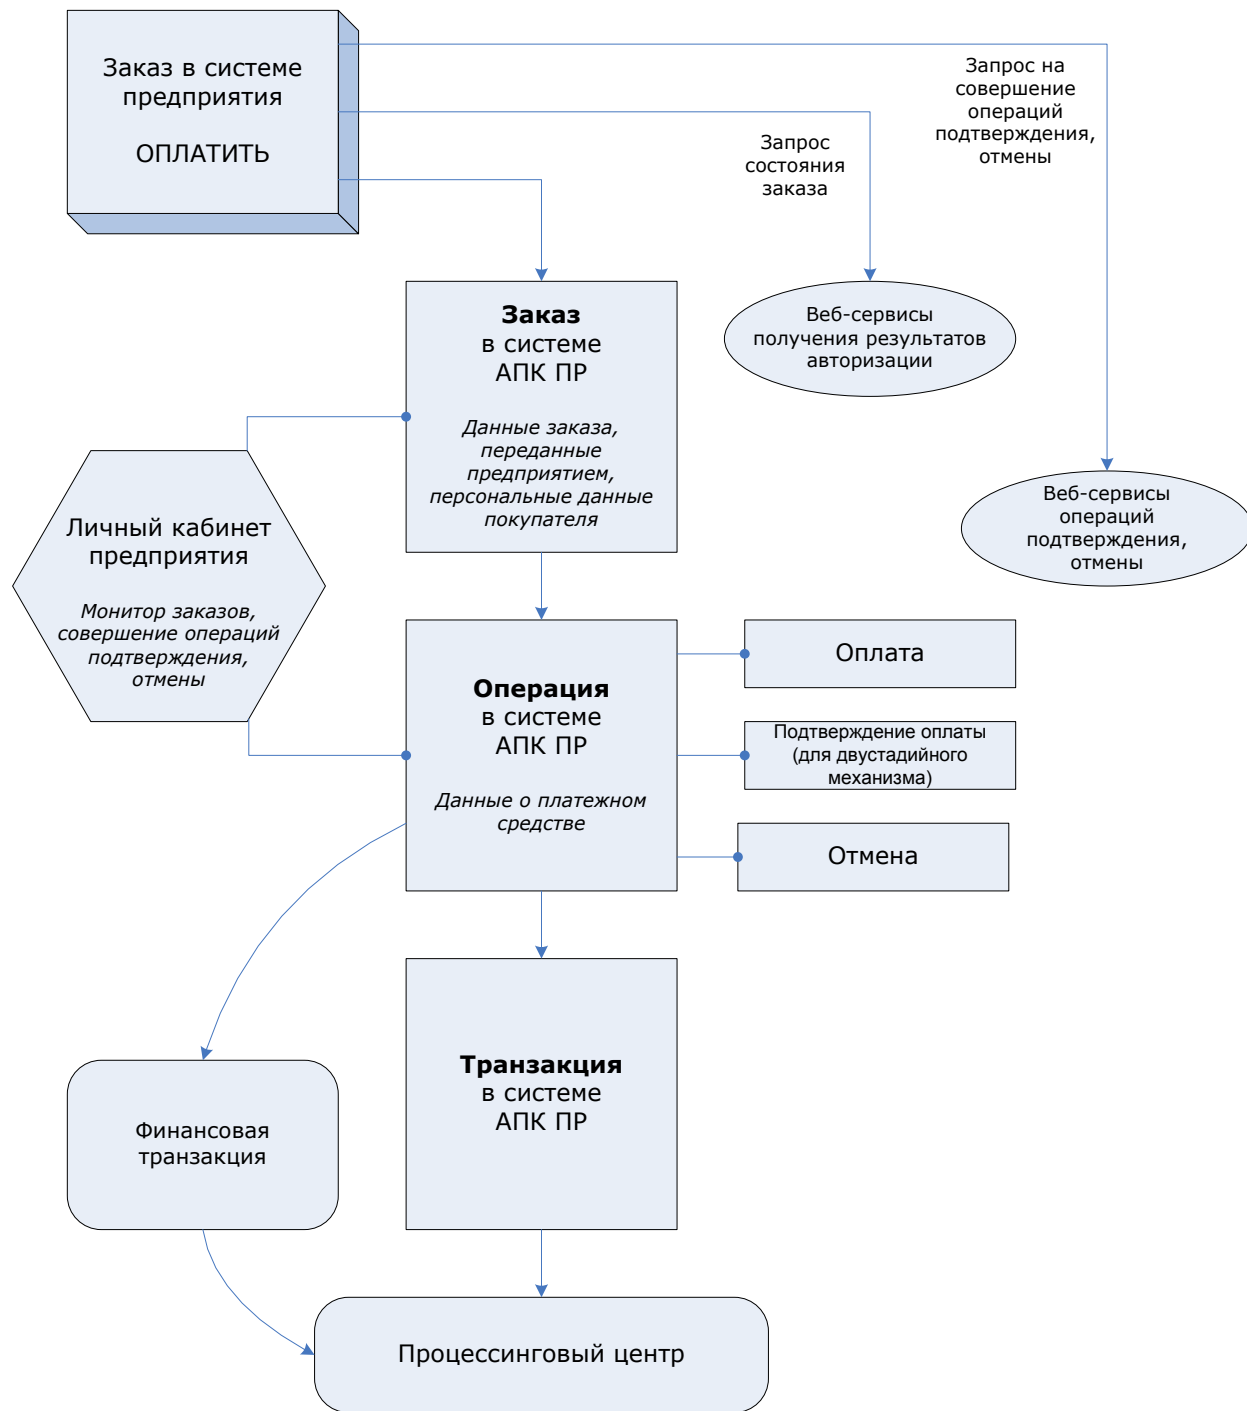 Заказ в системе
предприятия
ОПЛАТИТЬ
Запрос на
совершение
операций
подтверждения,
отмены
Запрос
состояния
заказа
Заказ
в системе
АПК ПР
Данные заказа,
переданные
предприятием,
персональные данные
покупателя
Веб-сервисы
получения результатов
авторизации
Веб-сервисы
операций
подтверждения,
отмены
Личный кабинет
предприятия
Монитор заказов,
совершение операций
подтверждения,
отмены
Операция
в системе
АПК ПР
Данные о платежном
средстве
Оплата
Подтверждение оплаты
(для двустадийного
механизма)
Отмена
Транзакция
в системе
АПК ПР
Финансовая
транзакция
Процессинговый центр